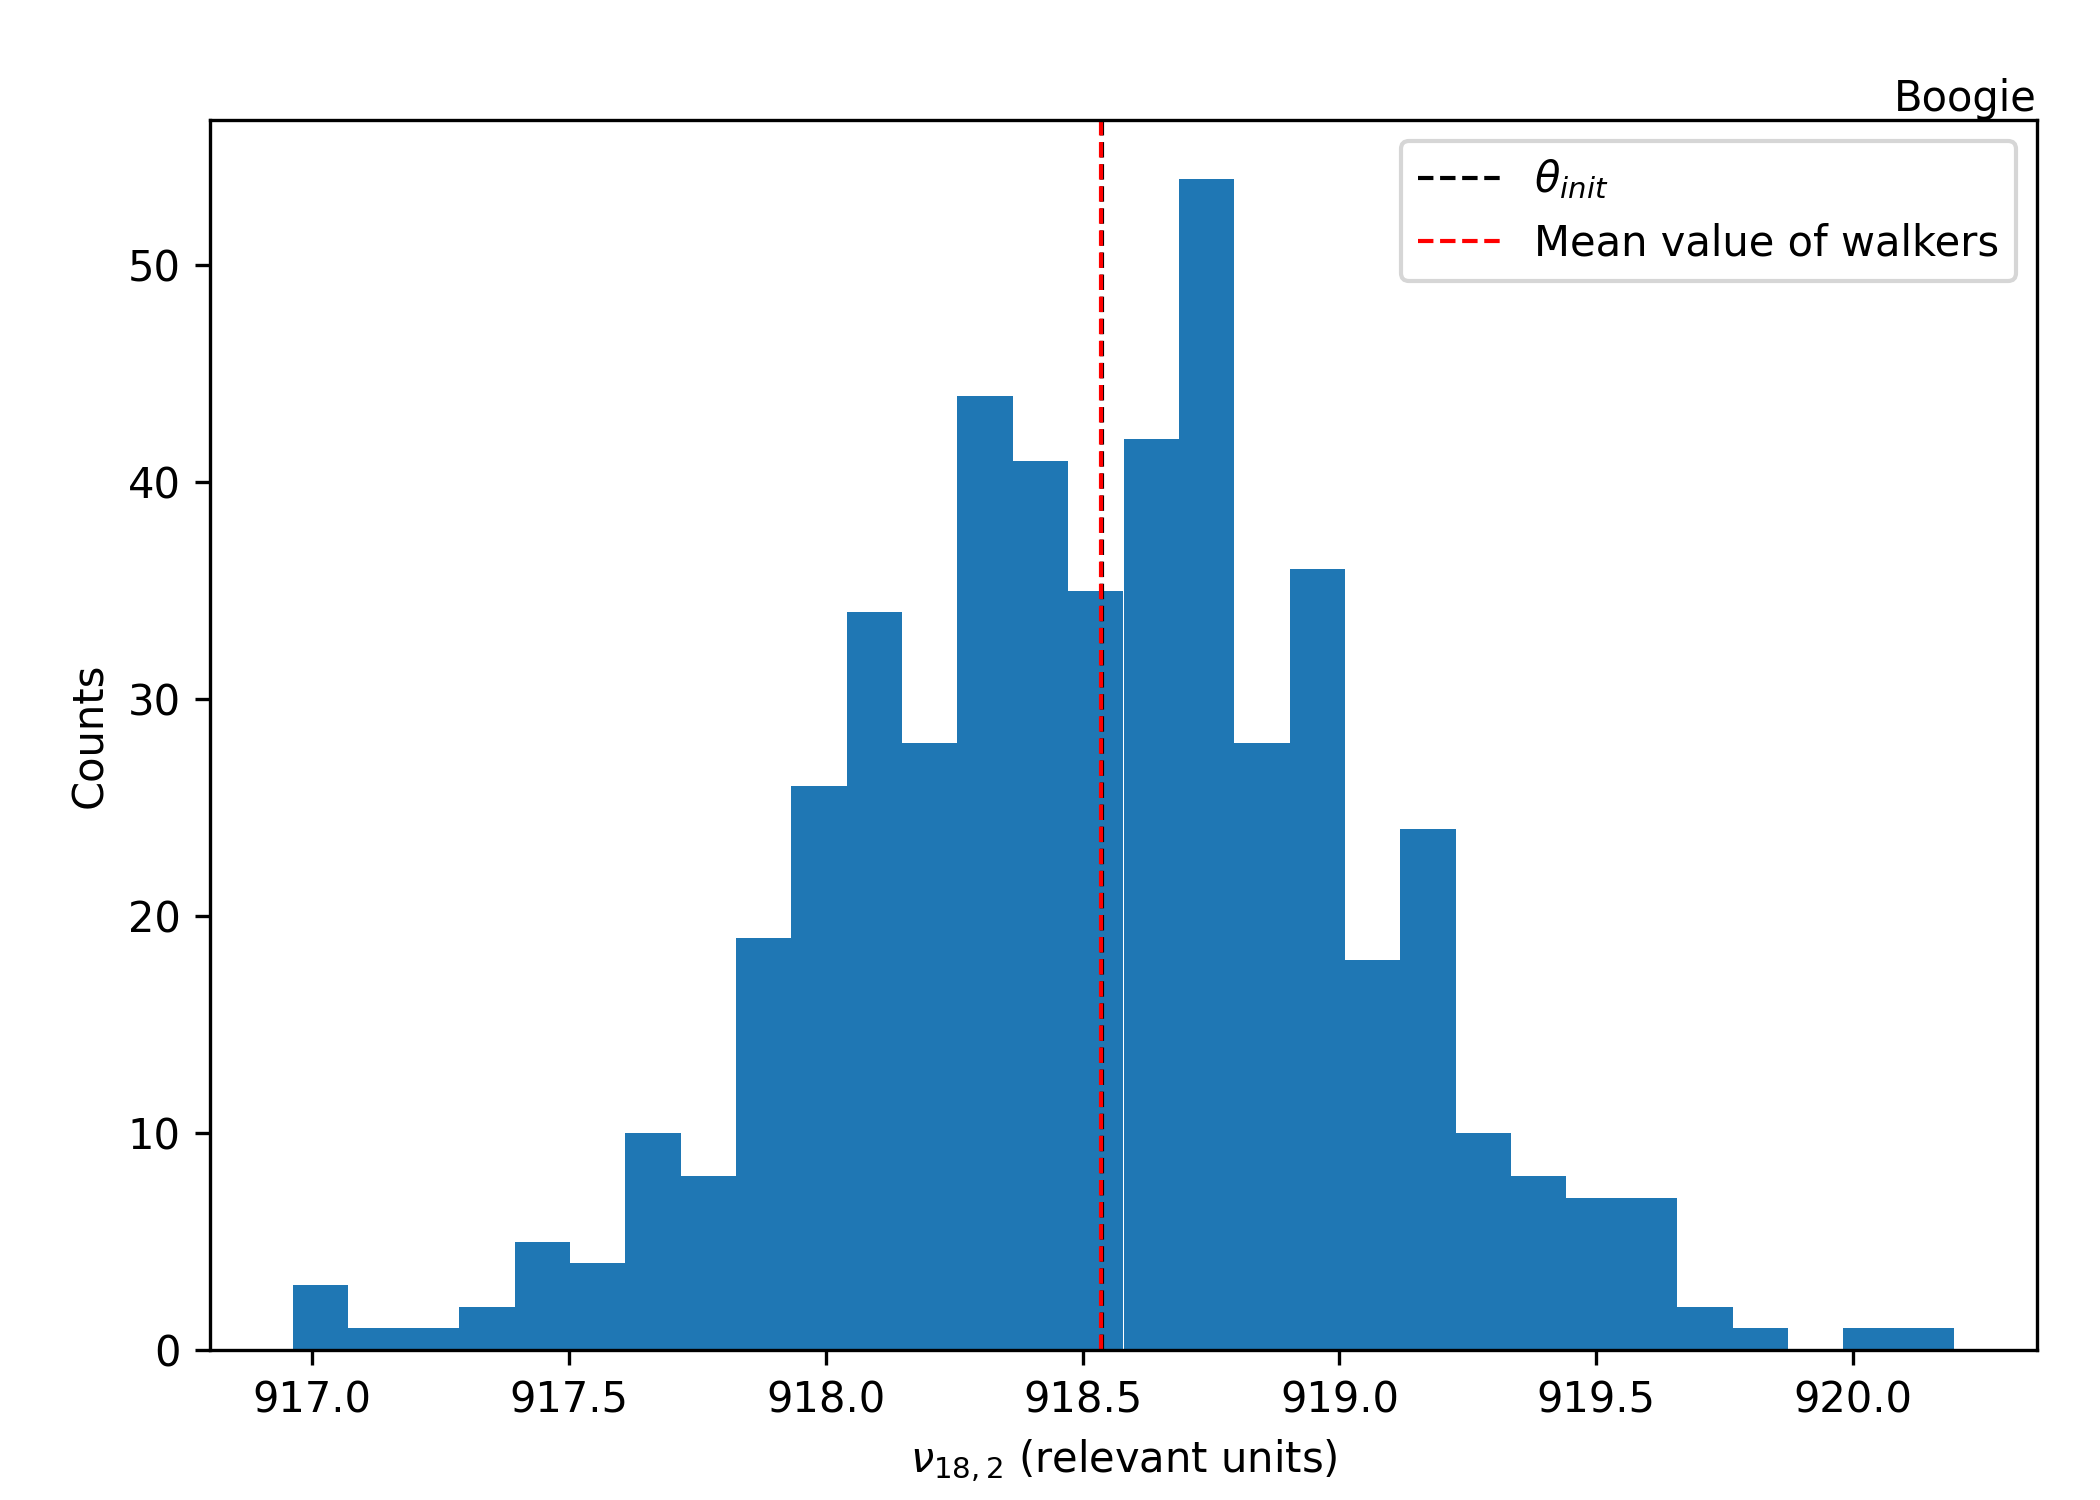 Boogie
θinit
Mean value of walkers
50
40
30
20
10
0
Counts
917.0 917.5 918.0 918.5 919.0 919.5 920.0
ν18, 2 (relevant units)